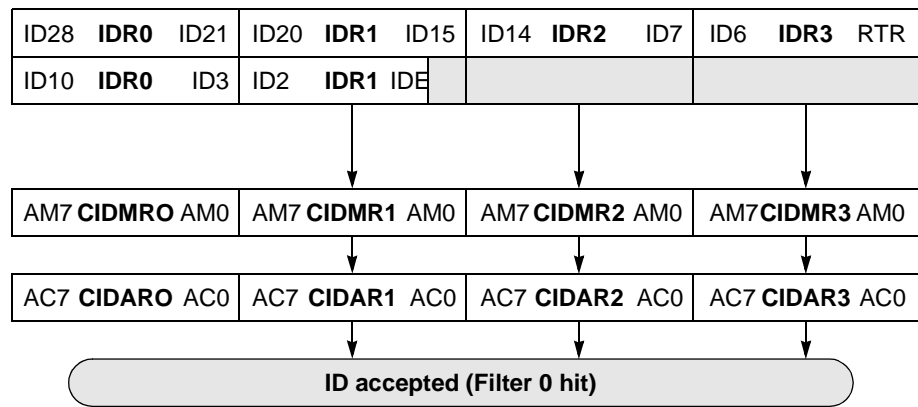 ID28 IDR0 ID21 ID20 IDR1 ID15 ID14 IDR2 ID7 ID6 IDR3 RTR
ID10 IDR0 ID3 ID2 IDR1 IDE
AM7 CIDMRO AM0 AM7 CIDMR1 AM0 AM7 CIDMR2 AM0 AM7 CIDMR3 AM0
AC7 CIDARO AC0 AC7 CIDAR1 AC0 AC7 CIDAR2 AC0 AC7 CIDAR3 AC0
ID accepted (Filter 0 hit)